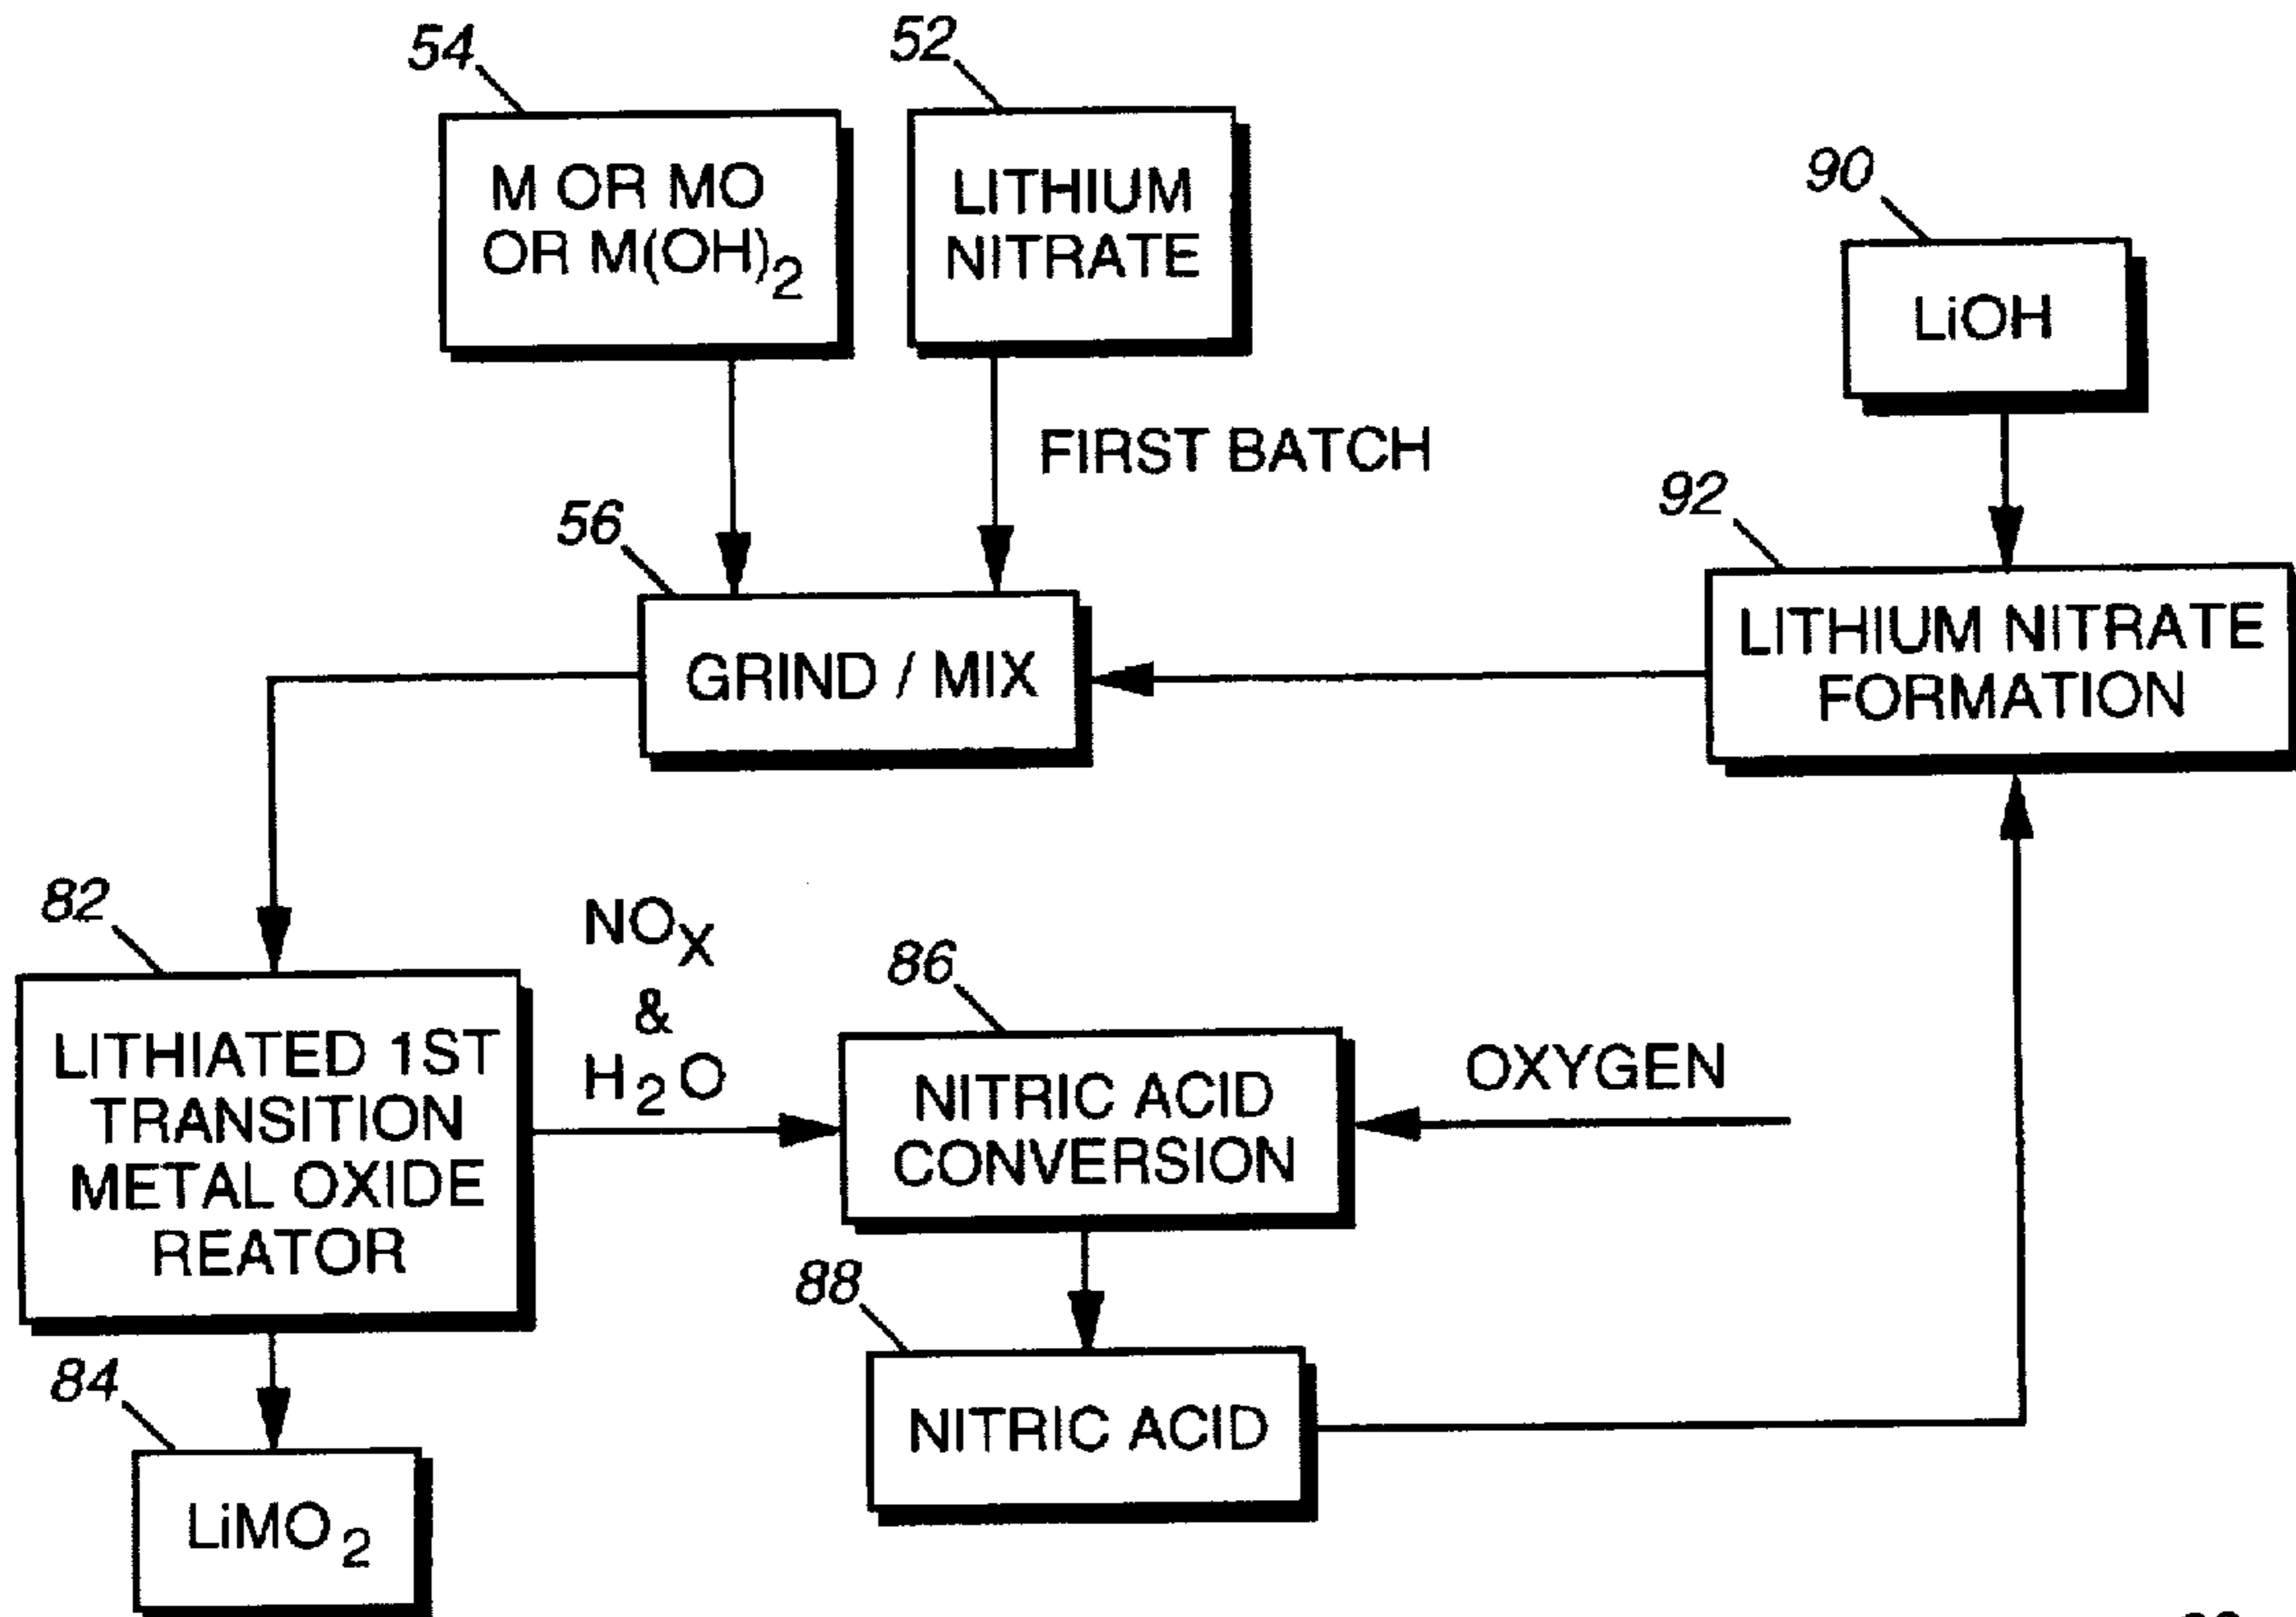 54
52
M OR MO
OR M(OH)2
LITHIUM
NITRATE
90
LiOH
FIRST BATCH
56
92
GRIND / MIX
LITHIUM NITRATE
FORMATION
82
NOX
&
H2O
86
LITHIATED 1ST
TRANSITION
METAL OXIDE
REATOR
NITRIC ACID
CONVERSION
OXYGEN
88
84
NITRIC ACID
LiMO2